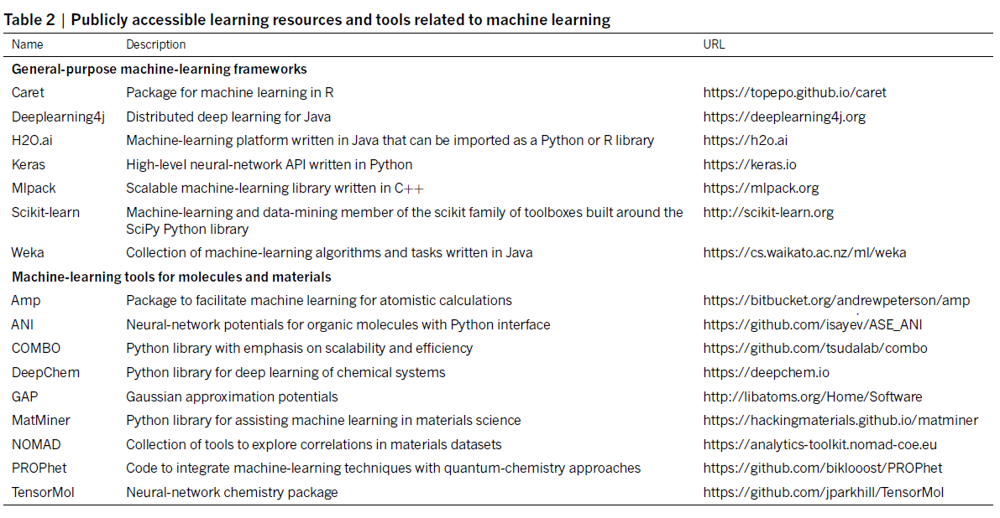 Table 2 | Publicly accessible learning resources and tools related to machine learning
Name Description URL
General-purpose machine-learning frameworks
Caret Package for machine learning in R https://topepo.github.io/caret
Deeplearning4j Distributed deep learning for Java https://deeplearning4j.org
H2O.ai Machine-learning platform written in Java that can be imported as a Python or R library https://h2o.ai
Keras High-level neural-network API written in Python https://keras.io
Mlpack Scalable machine-learning library written in C++ https://mlpack.org
Scikit-learn Machine-learning and data-mining member of the scikit family of toolboxes built around the http://scikit-learn.org
SciPy Python library
Weka Collection of machine-learning algorithms and tasks written in Java https://cs.waikato.ac.nz/ml/weka
Machine-learning tools for molecules and materials
Amp Package to facilitate machine learning for atomistic calculations https://bitbucket.org/andrewpeterson/amp
ANI Neural-network potentials for organic molecules with Python interface https://github.com/isayev/ASE_ANI
COMBO Python library with emphasis on scalability and efficiency https://github.com/tsudalab/combo
DeepChem Python library for deep learning of chemical systems https://deepchem.io
GAP Gaussian approximation potentials http://libatoms.org/Home/Software
MatMiner Python library for assisting machine learning in materials science https://hackingmaterials.github.io/matminer
NOMAD Collection of tools to explore correlations in materials datasets https://analytics-toolkit.nomad-coe.eu
PROPhet Code to integrate machine-learning techniques with quantum-chemistry approaches https://github.com/biklooost/PROPhet
TensorMol Neural-network chemistry package https://github.com/jparkhill/TensorMol